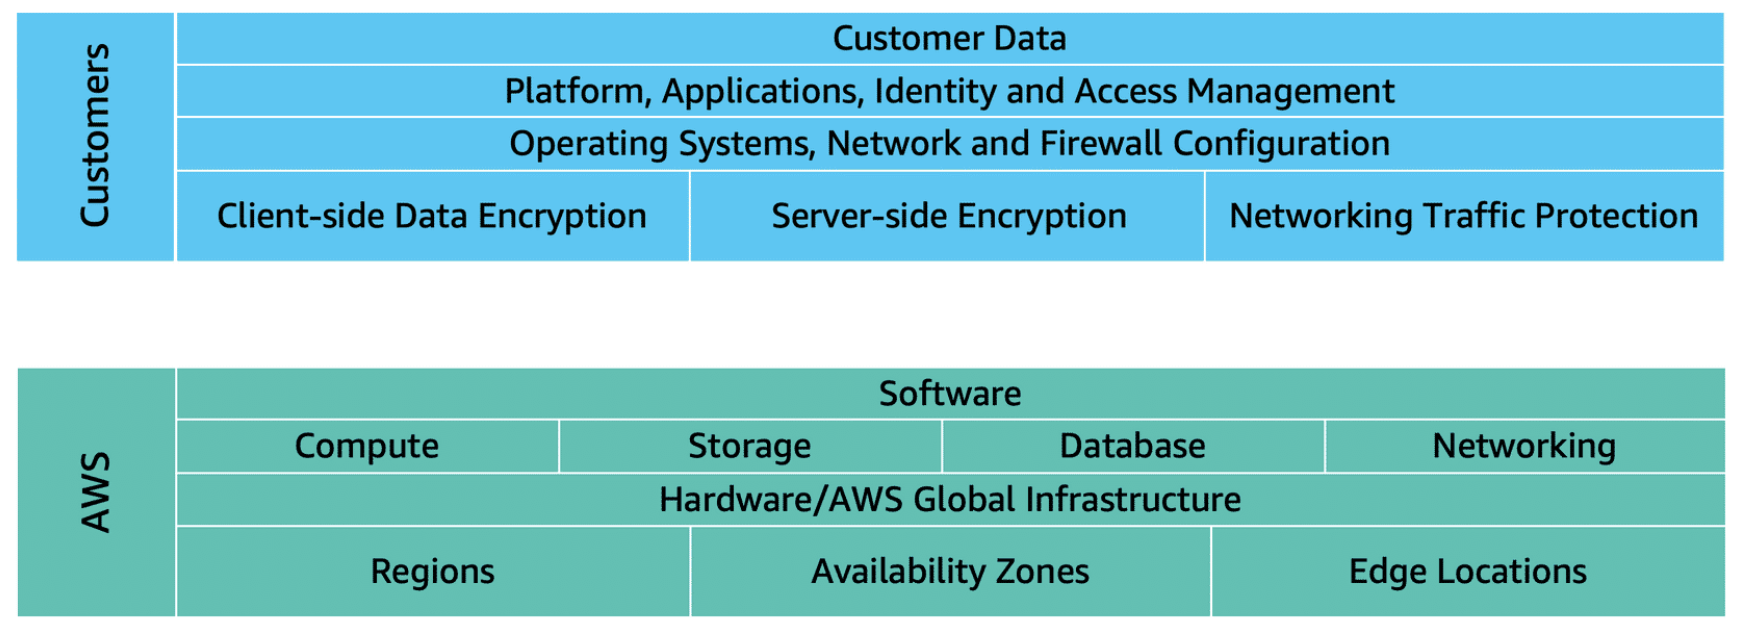 Customers
Customer Data
Platform, Applications, Identity and Access Management
Operating Systems, Network and Firewall Configuration
Client-side Data Encryption
Server-side Encryption
Networking Traffic Protection
AWS
Software
Compute
Storage
Database
Networking
Hardware/AWS Global Infrastructure
Regions
Availability Zones
Edge Locations